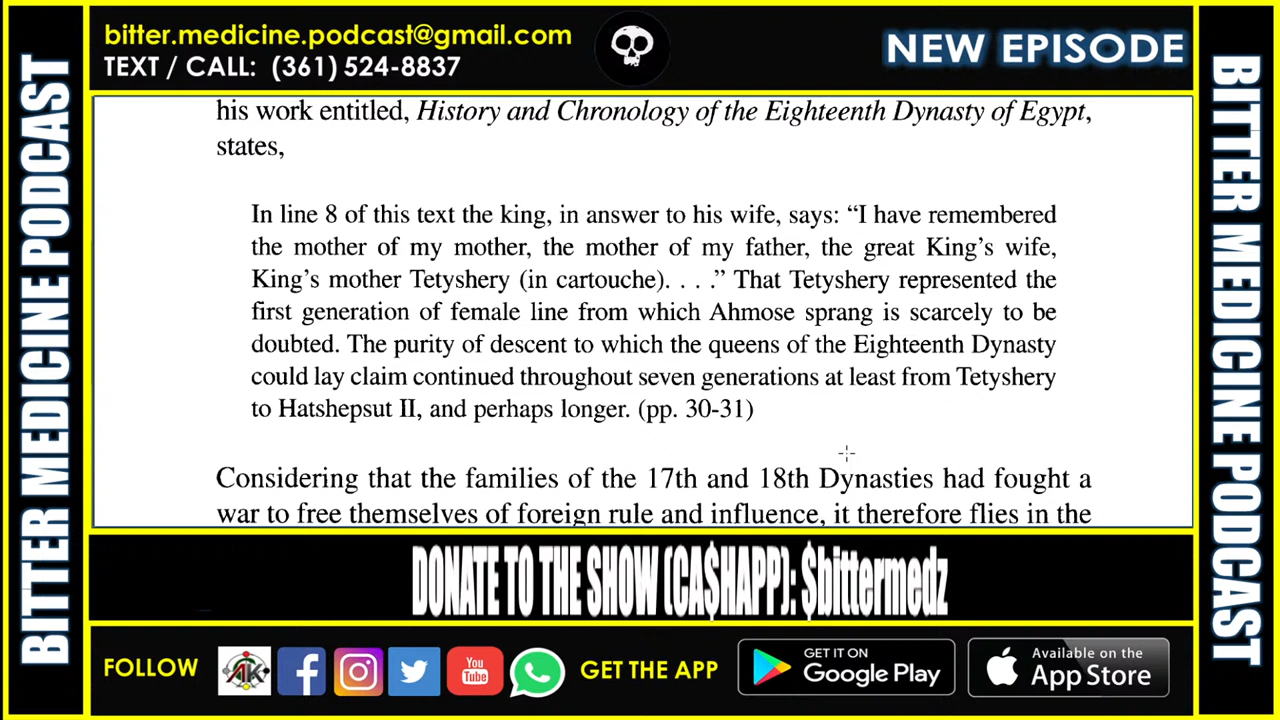 bitter.medicine.podcast@gmail.com
TEXT / CALL: (361) 524-8837
NEW EPISODE
BITTER MEDICINE PODCAST
his work entitled, History and Chronology of the Eighteenth Dynasty of Egypt,
states,
In line 8 of this text the king, in answer to his wife, says: “I have remembered
the mother of my mother, the mother of my father, the great King’s wife,
King’s mother Tetyshery (in cartouche). . . .” That Tetyshery represented the
first generation of female line from which Ahmose sprang is scarcely to be
doubted. The purity of descent to which the queens of the Eighteenth Dynasty
could lay claim continued throughout seven generations at least from Tetyshery
to Hatshepsut II, and perhaps longer. (pp. 30-31)
Considering that the families of the 17th and 18th Dynasties had fought a
war to free themselves of foreign rule and influence, it therefore flies in the
BITTER MEDICINE PODCAST
DONATE TO THE SHOW (CA$HAPP): $bittermedz
FOLLOW
ATK
You
Tube
GET THE APP
GET IT ON
Google Play
Available on the
App Store